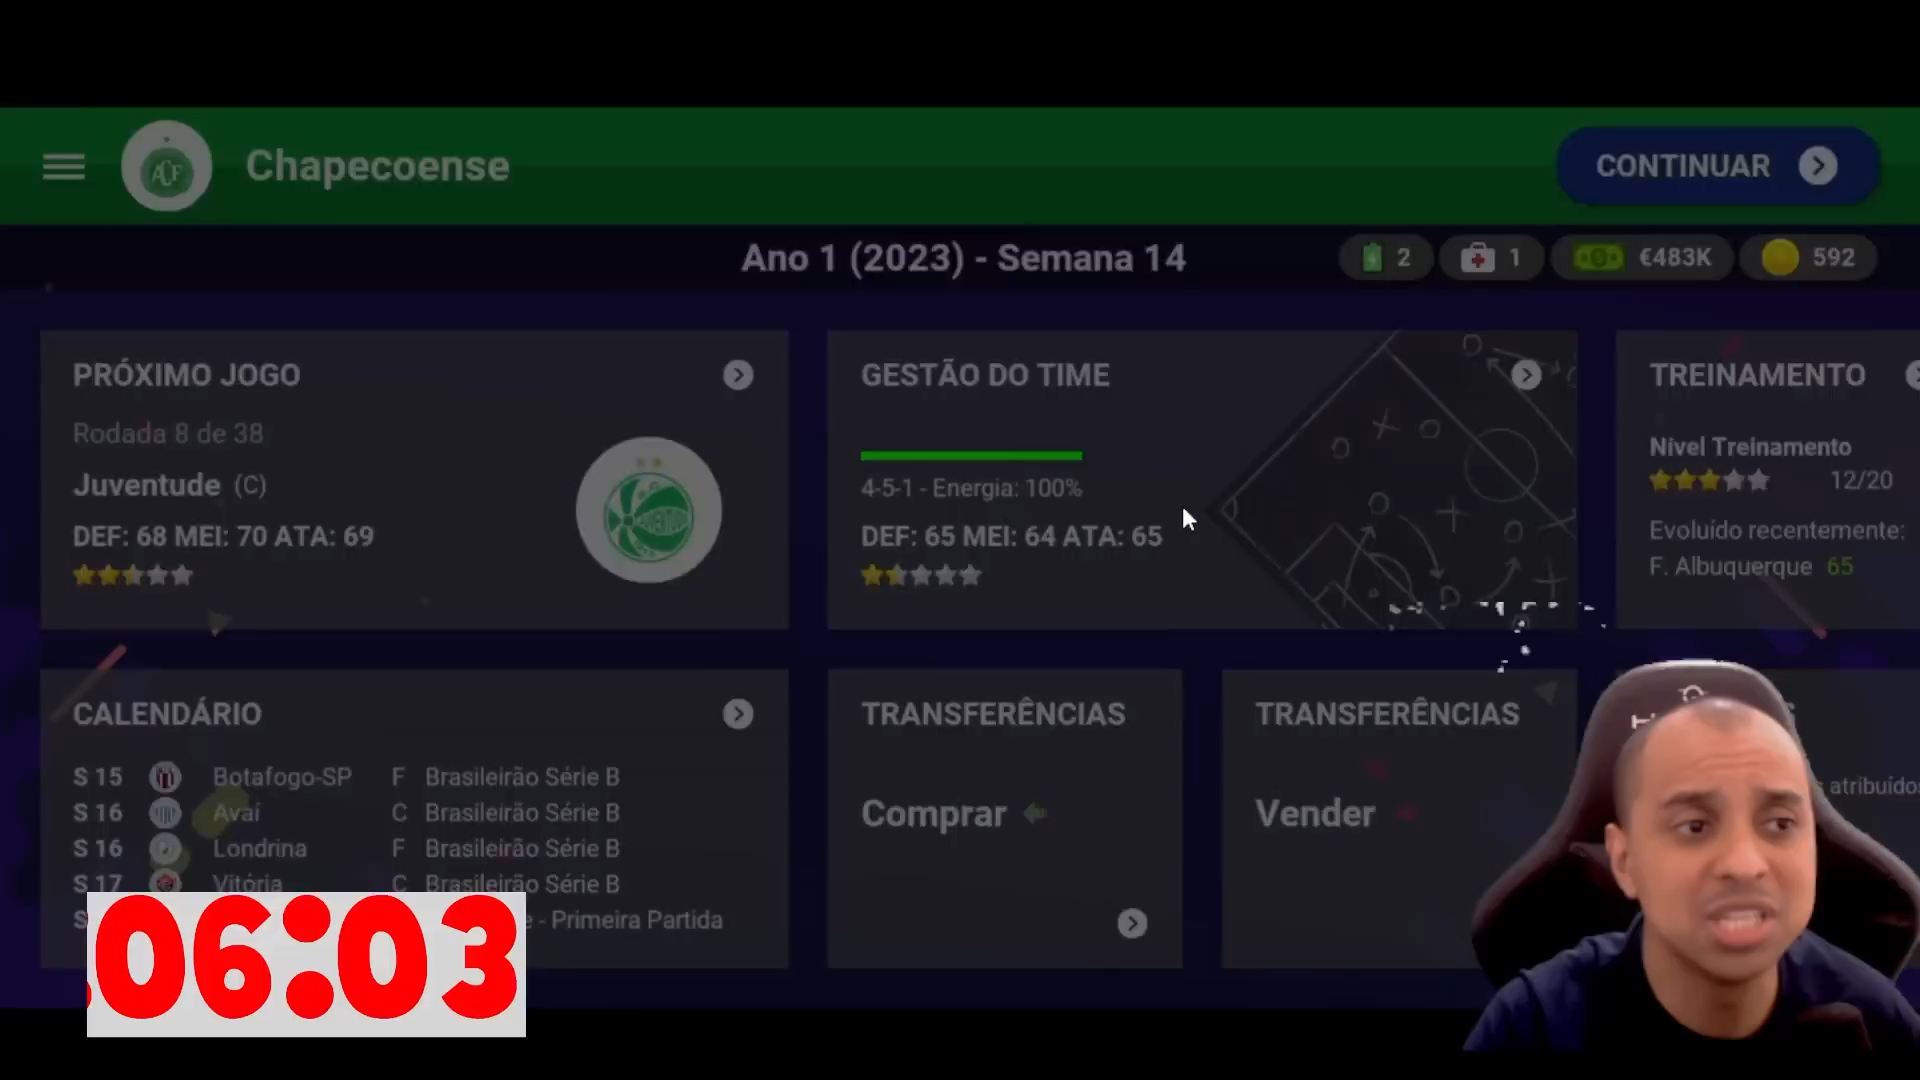 Chapecoense
CONTINUAR
Ano 1 (2023) - Semana 14
2
1
€483K
592
PRÓXIMO JOGO
Rodada 8 de 38
Juventude (C)
DEF: 68 MEI: 70 ATA: 69
GESTÃO DO TIME
4-5-1 - Energia: 100%
DEF: 65 MEI: 64 ATA: 65
TREINAMENTO
Nível Treinamento
12/20
Evoluído recentemente:
F. Albuquerque 65
CALENDÁRIO
S 15 Botafogo-SP F Brasileirão Série B
S 16 Avaí C Brasileirão Série B
S 16 Londrina F Brasileirão Série B
S 17 Vitória C Brasileirão Série B
- Primeira Partida
TRANSFERÊNCIAS
Comprar
TRANSFERÊNCIAS
Vender
06:03